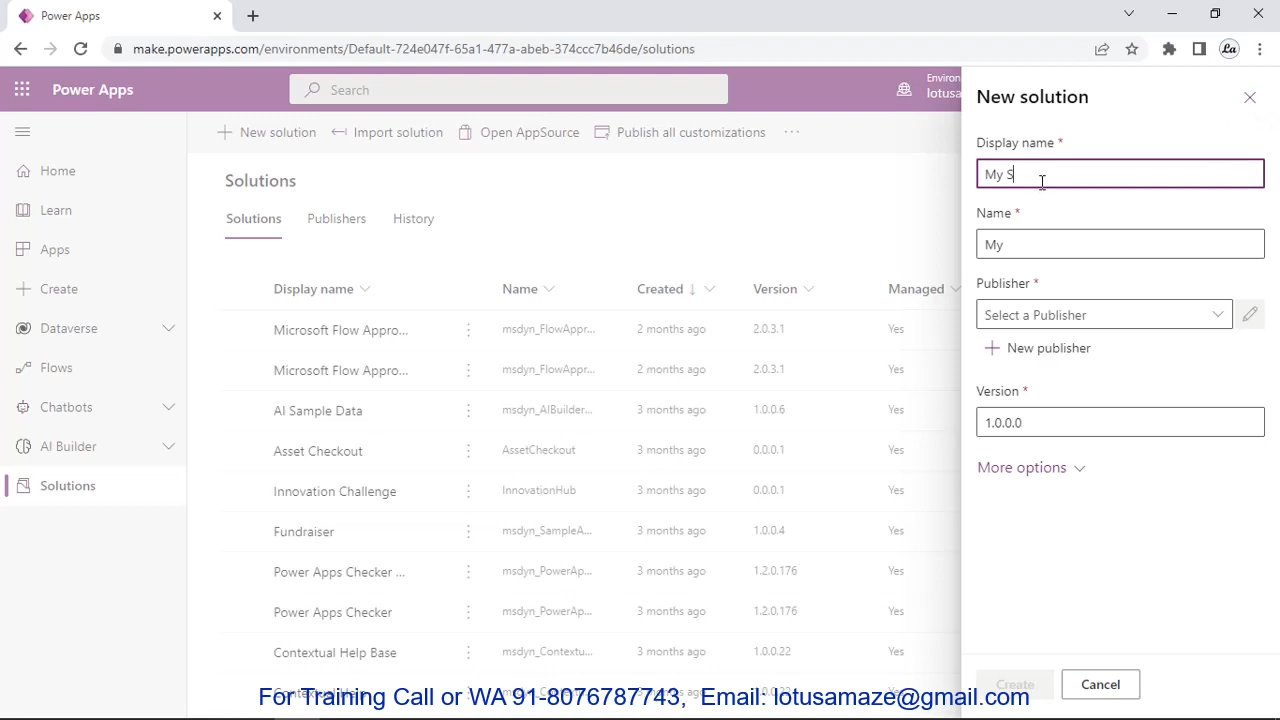 Power Apps
make.powerapps.com/environments/Default-724e047f-65a1-477a-abeb-374ccc7b46de/solutions
Power Apps
Search
Environ
lotusa
New solution
Import solution
Open AppSource
Publish all customizations
Home
Learn
Apps
Create
Dataverse
Flows
Chatbots
AI Builder
Solutions
Solutions
Solutions Publishers History
Display name Name Created ↓ Version Managed
Microsoft Flow Appro... msdyn_FlowAppr... 2 months ago 2.0.3.1 Yes
Microsoft Flow Appro... msdyn_FlowAppr... 2 months ago 2.0.3.1 Yes
AI Sample Data msdyn_AIBuilder... 3 months ago 1.0.0.6 Yes
Asset Checkout AssetCheckout 3 months ago 0.0.0.1 Yes
Innovation Challenge InnovationHub 3 months ago 0.0.0.1 Yes
Fundraiser msdyn_SampleA... 3 months ago 1.0.0.4 Yes
Power Apps Checker ... msdyn_PowerAp... 3 months ago 1.2.0.176 Yes
Power Apps Checker msdyn_PowerAp... 3 months ago 1.2.0.176 Yes
Contextual Help Base msdyn_Contextu... 3 months ago 1.0.0.22 Yes
New solution
Display name *
My S
Name *
My
Publisher *
Select a Publisher
New publisher
Version *
1.0.0.0
More options
Create Cancel
For Training Call or WA 91-8076787743, Email: lotusamaze@gmail.com